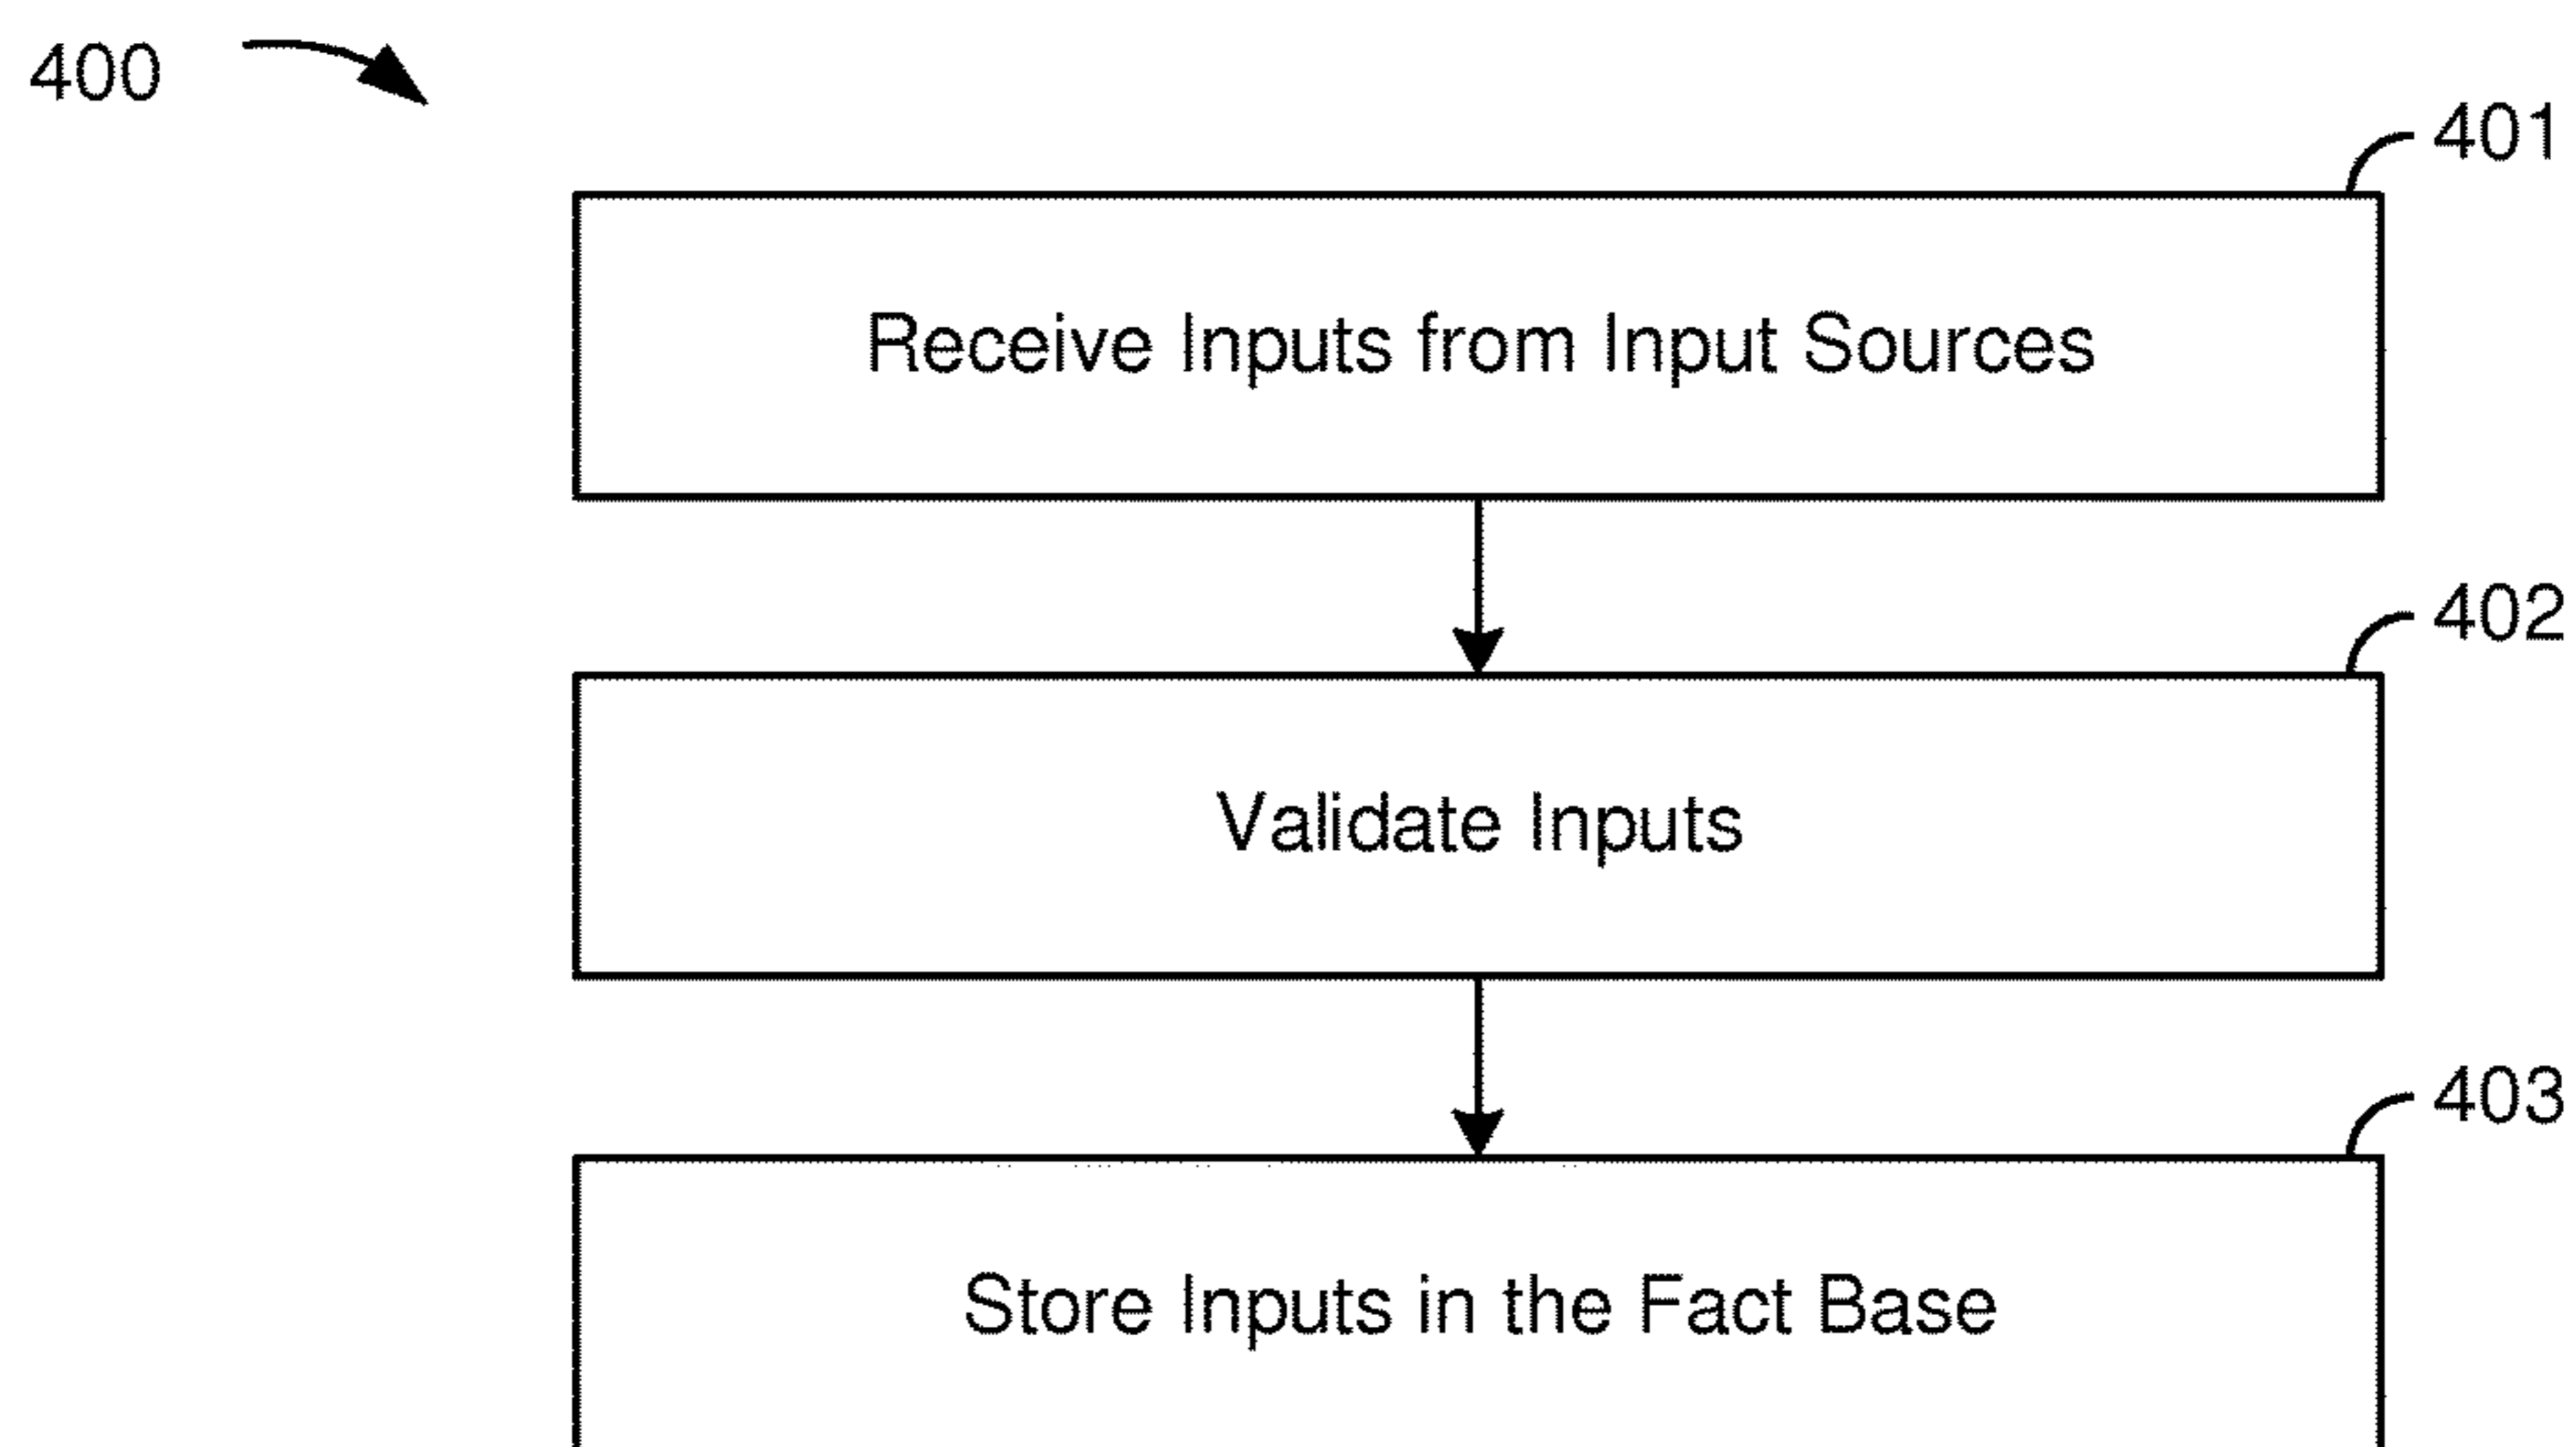 400
401
Receive Inputs from Input Sources
402
Validate Inputs
403
Store Inputs in the Fact Base